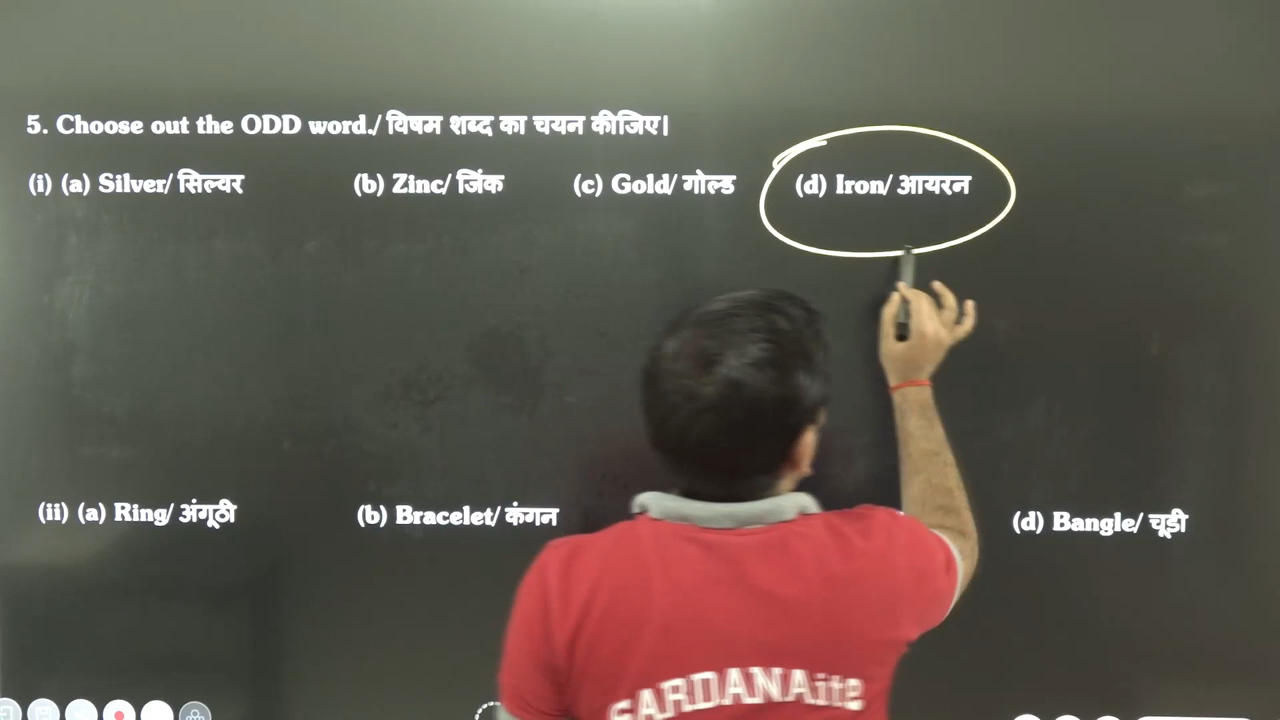 5. Choose out the ODD word./ विषम शब्द का चयन कीजिए।
(i) (a) Silver/ सिल्वर (b) Zinc/ जिंक (c) Gold/ गोल्ड (d) Iron/ आयरन
(ii) (a) Ring/ अंगूठी (b) Bracelet/ कंगन (d) Bangle/ चूड़ी
SARDANAite